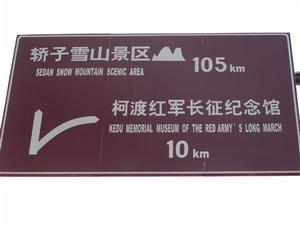 轿子雪山景区
SEDAN SNOW MOUNTAIN SCENIC AREA
105 km
柯渡红军长征纪念馆
KEDU MEMORIAL MUSEUM OF THE RED ARMY'S LONG MARCH
10 km